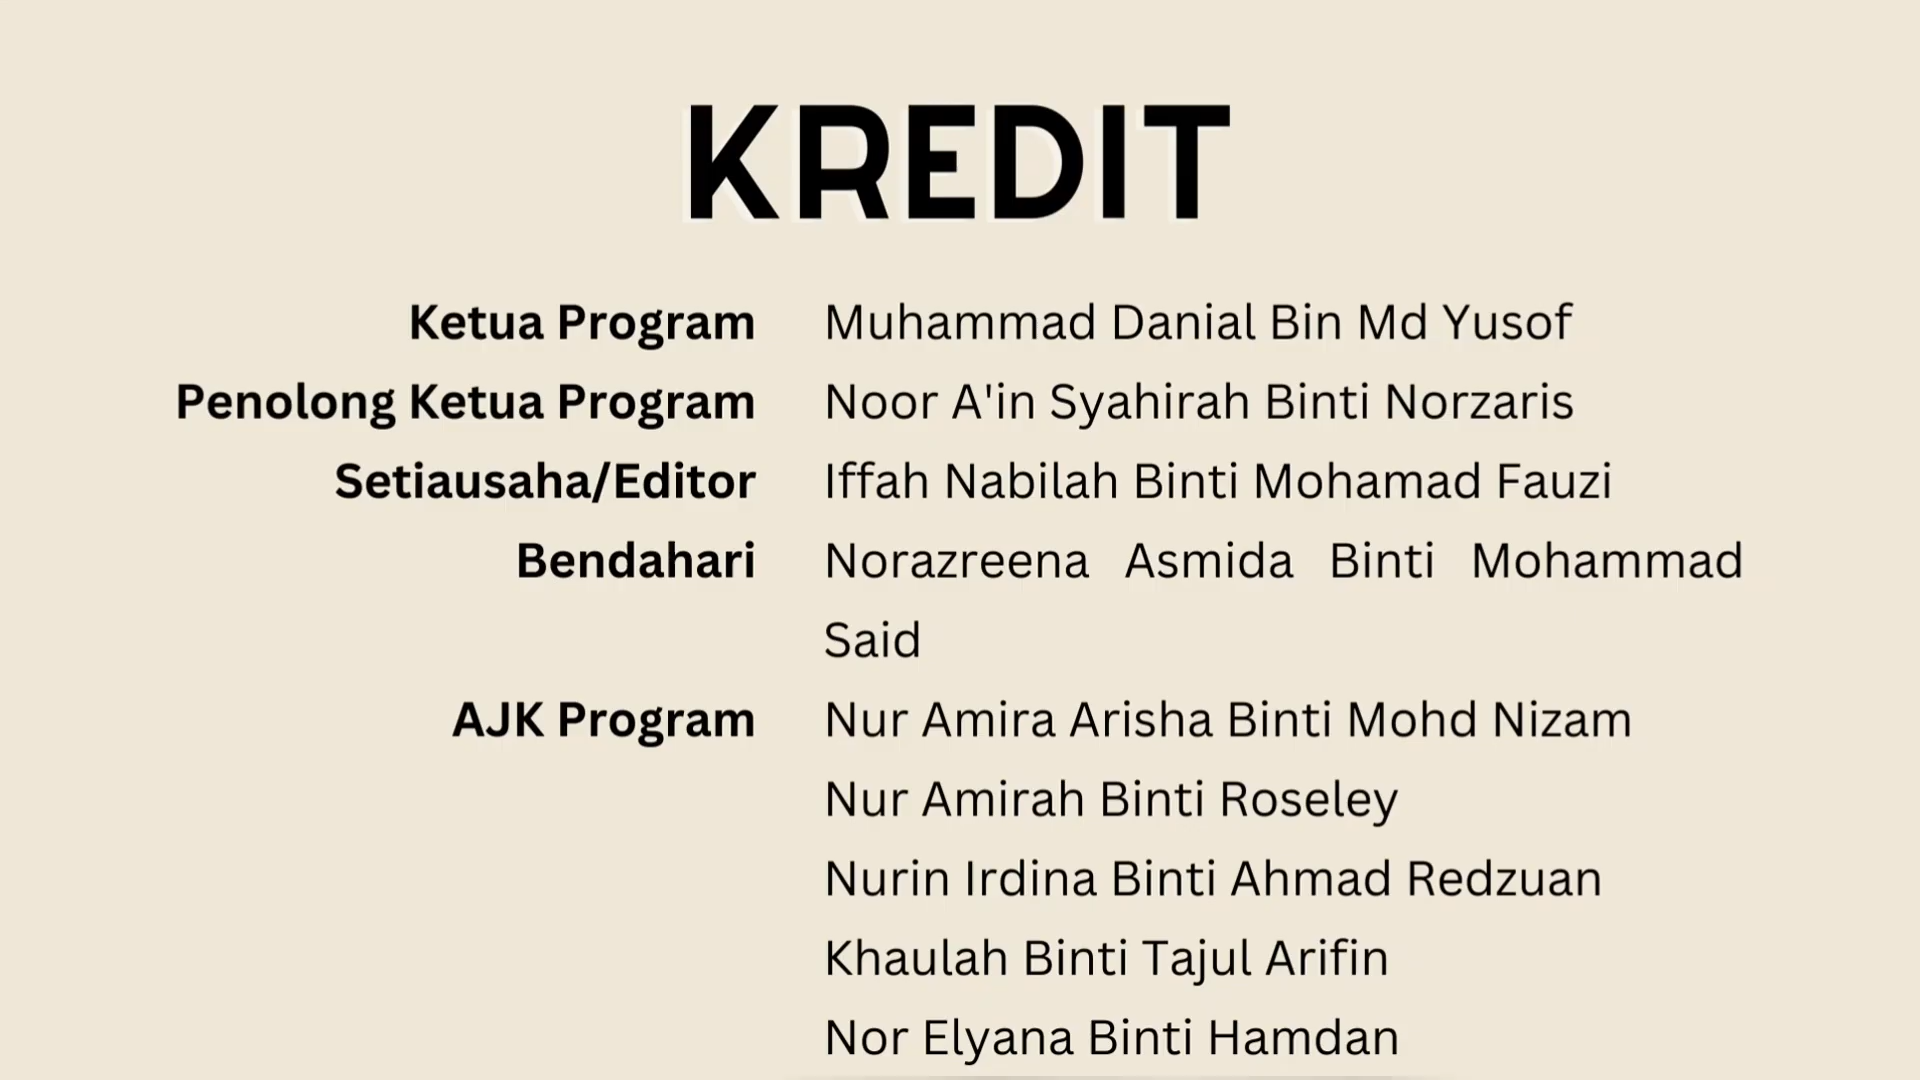 KREDIT
Ketua Program Muhammad Danial Bin Md Yusof
Penolong Ketua Program Noor A'in Syahirah Binti Norzaris
Setiausaha/Editor Iffah Nabilah Binti Mohamad Fauzi
Bendahari Norazreena Asmida Binti Mohammad
Said
AJK Program Nur Amira Arisha Binti Mohd Nizam
Nur Amirah Binti Roseley
Nurin Irdina Binti Ahmad Redzuan
Khaulah Binti Tajul Arifin
Nor Elyana Binti Hamdan